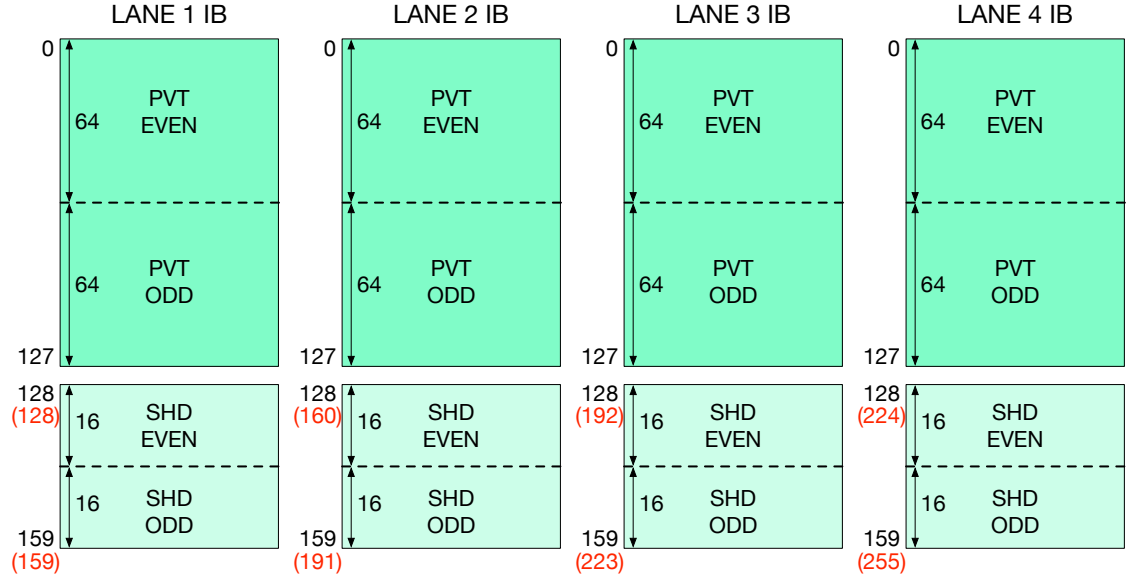 LANE 1 IB
LANE 2 IB
LANE 3 IB
LANE 4 IB
0
0
0
0
PVT
EVEN
PVT
EVEN
PVT
EVEN
PVT
EVEN
64
64
64
64
PVT
ODD
PVT
ODD
PVT
ODD
PVT
ODD
64
64
64
64
127
127
127
127
128
(128)
128
(160)
128
(192)
128
(224)
SHD
EVEN
SHD
EVEN
SHD
EVEN
SHD
EVEN
16
16
16
16
SHD
ODD
SHD
ODD
SHD
ODD
SHD
ODD
16
16
16
16
159
(159)
159
(191)
159
(223)
159
(255)